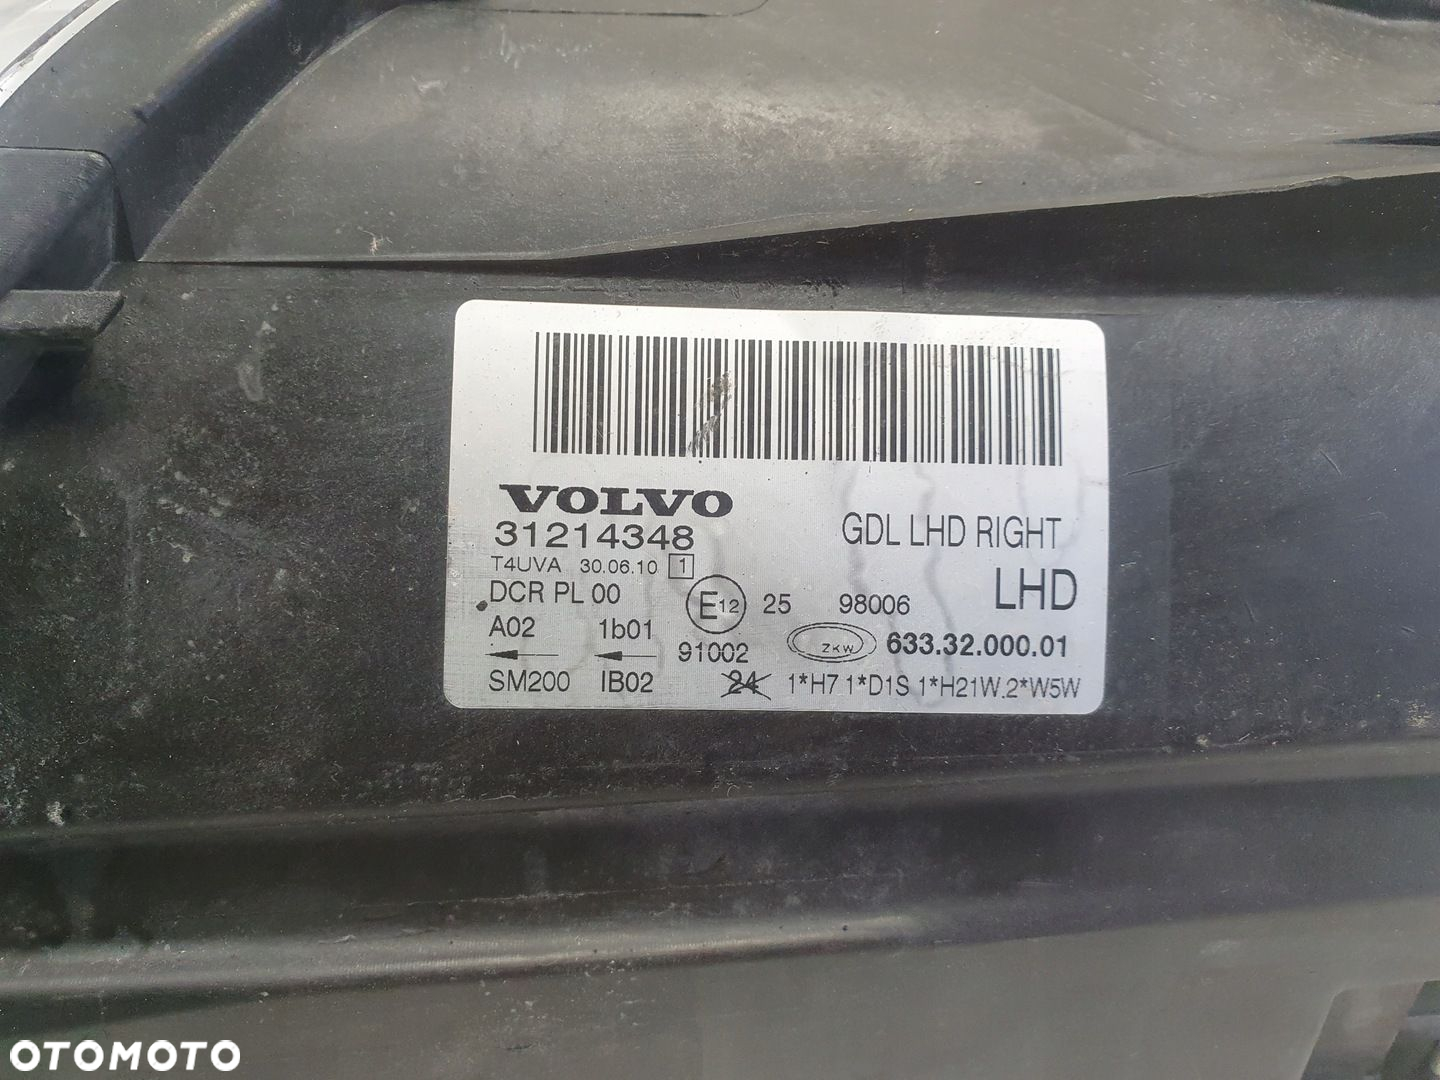 VOLVO
31214348
GDL LHD RIGHT
T4UVA 30.06.10 1
LHD
DCR PL 00
E12 25 98006
A02 1b01
91002 ZKW 633.32.000.01
SM200 IB02 24 1*H7 1*D1S 1*H21W.2*W5W
OTOMOTO